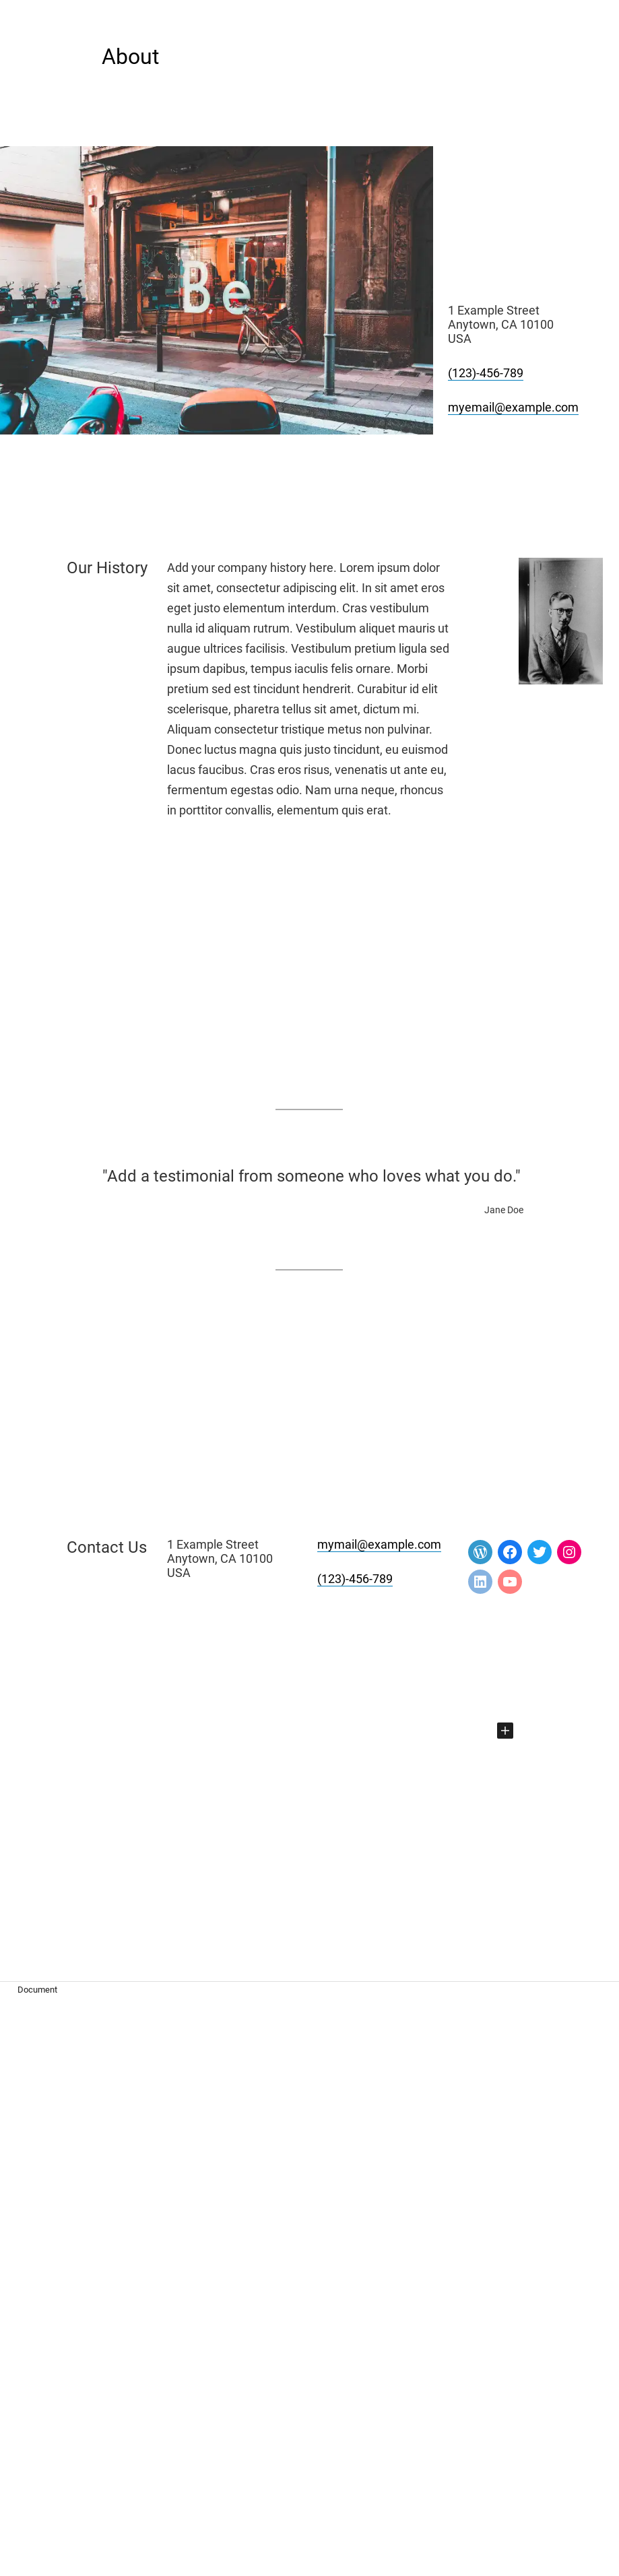 About
Be
1 Example Street
Anytown, CA 10100
USA
(123)-456-789
myemail@example.com
Our History
Add your company history here. Lorem ipsum dolor
sit amet, consectetur adipiscing elit. In sit amet eros
eget justo elementum interdum. Cras vestibulum
nulla id aliquam rutrum. Vestibulum aliquet mauris ut
augue ultrices facilisis. Vestibulum pretium ligula sed
ipsum dapibus, tempus iaculis felis ornare. Morbi
pretium sed est tincidunt hendrerit. Curabitur id elit
scelerisque, pharetra tellus sit amet, dictum mi.
Aliquam consectetur tristique metus non pulvinar.
Donec luctus magna quis justo tincidunt, eu euismod
lacus faucibus. Cras eros risus, venenatis ut ante eu,
fermentum egestas odio. Nam urna neque, rhoncus
in porttitor convallis, elementum quis erat.
"Add a testimonial from someone who loves what you do."
Jane Doe
Contact Us
1 Example Street
Anytown, CA 10100
USA
mymail@example.com
(123)-456-789
Document